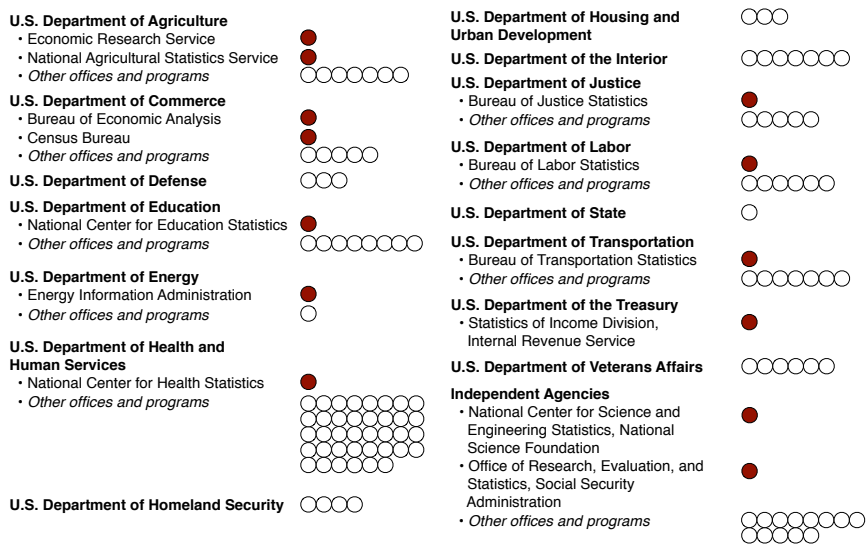 U.S. Department of Agriculture
• Economic Research Service
• National Agricultural Statistics Service
• Other offices and programs
U.S. Department of Commerce
• Bureau of Economic Analysis
• Census Bureau
• Other offices and programs
U.S. Department of Defense
U.S. Department of Education
• National Center for Education Statistics
• Other offices and programs
U.S. Department of Energy
• Energy Information Administration
• Other offices and programs
U.S. Department of Health and
Human Services
• National Center for Health Statistics
• Other offices and programs
U.S. Department of Homeland Security
U.S. Department of Housing and
Urban Development
U.S. Department of the Interior
U.S. Department of Justice
• Bureau of Justice Statistics
• Other offices and programs
U.S. Department of Labor
• Bureau of Labor Statistics
• Other offices and programs
U.S. Department of State
U.S. Department of Transportation
• Bureau of Transportation Statistics
• Other offices and programs
U.S. Department of the Treasury
• Statistics of Income Division,
Internal Revenue Service
U.S. Department of Veterans Affairs
Independent Agencies
• National Center for Science and
Engineering Statistics, National
Science Foundation
• Office of Research, Evaluation, and
Statistics, Social Security
Administration
• Other offices and programs